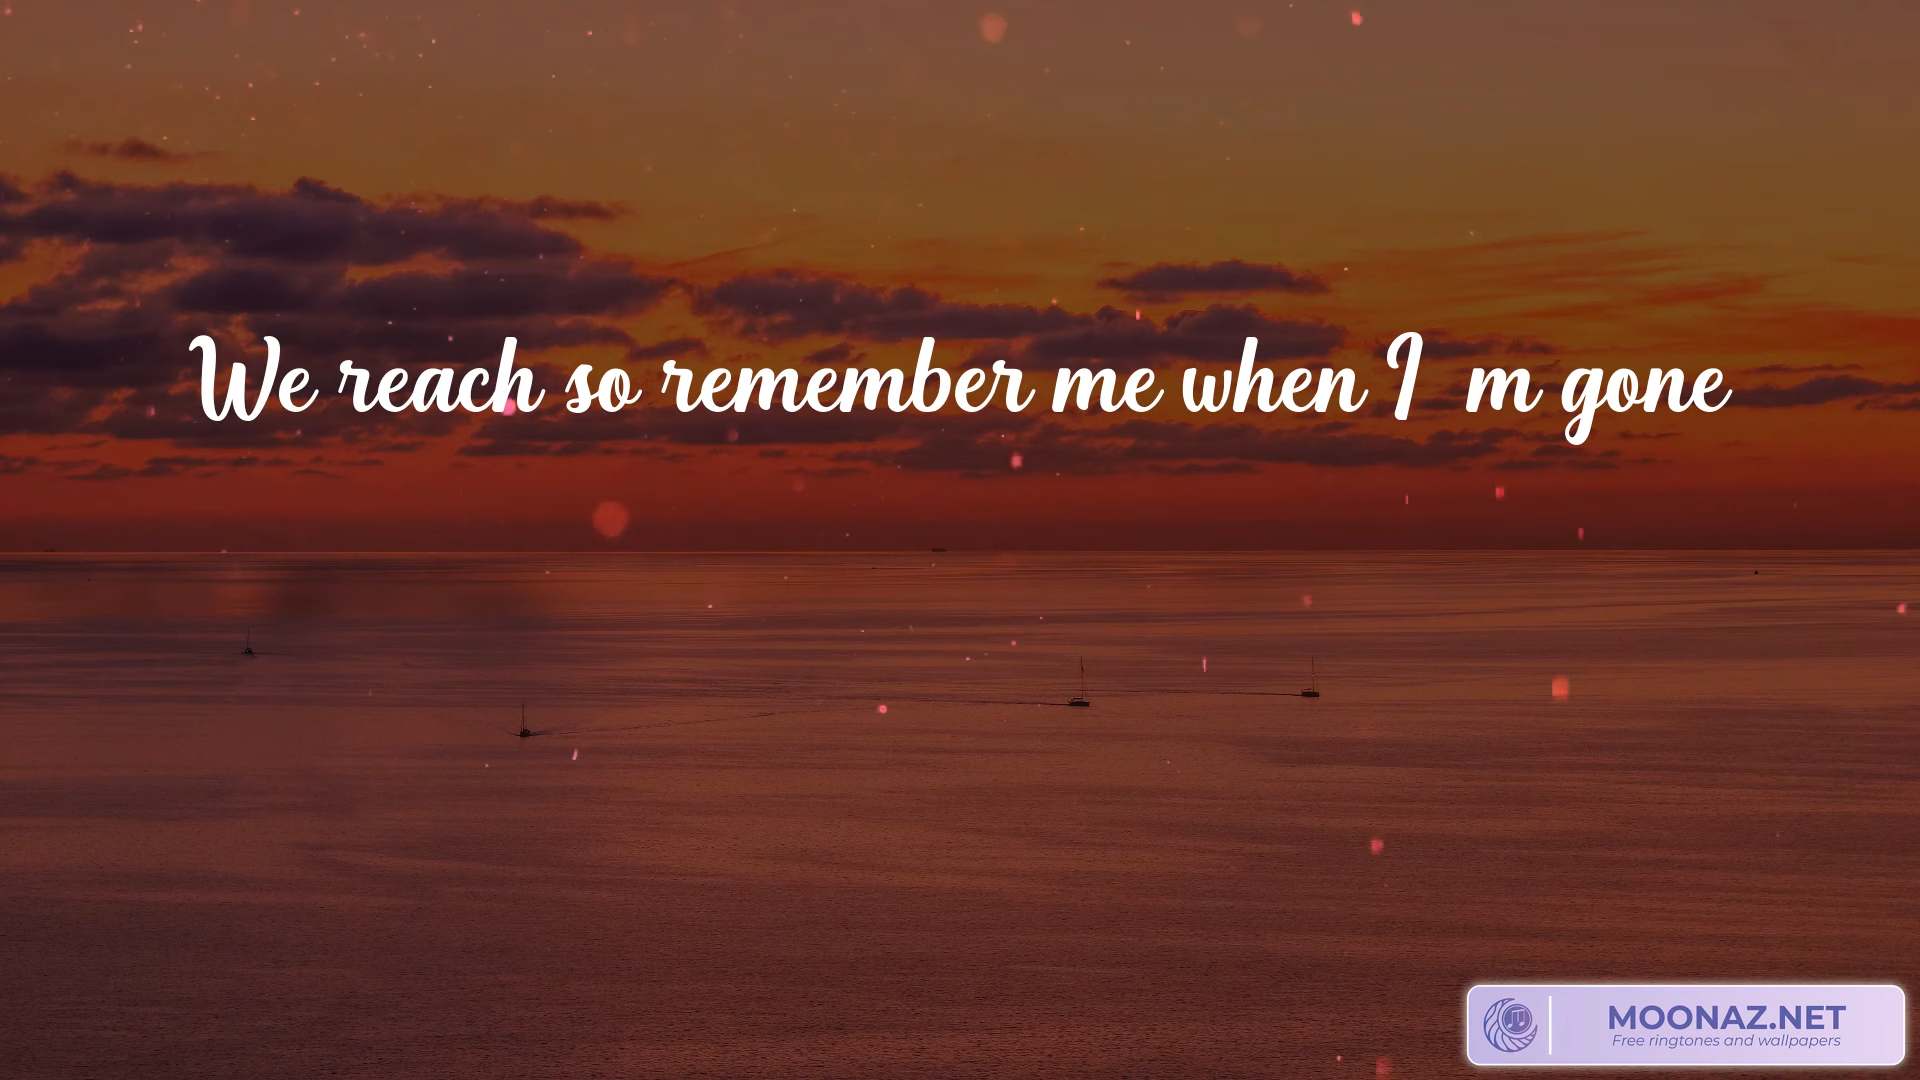 We reach so remember me when I m gone
MOONAZ.NET
Free ringtones and wallpapers